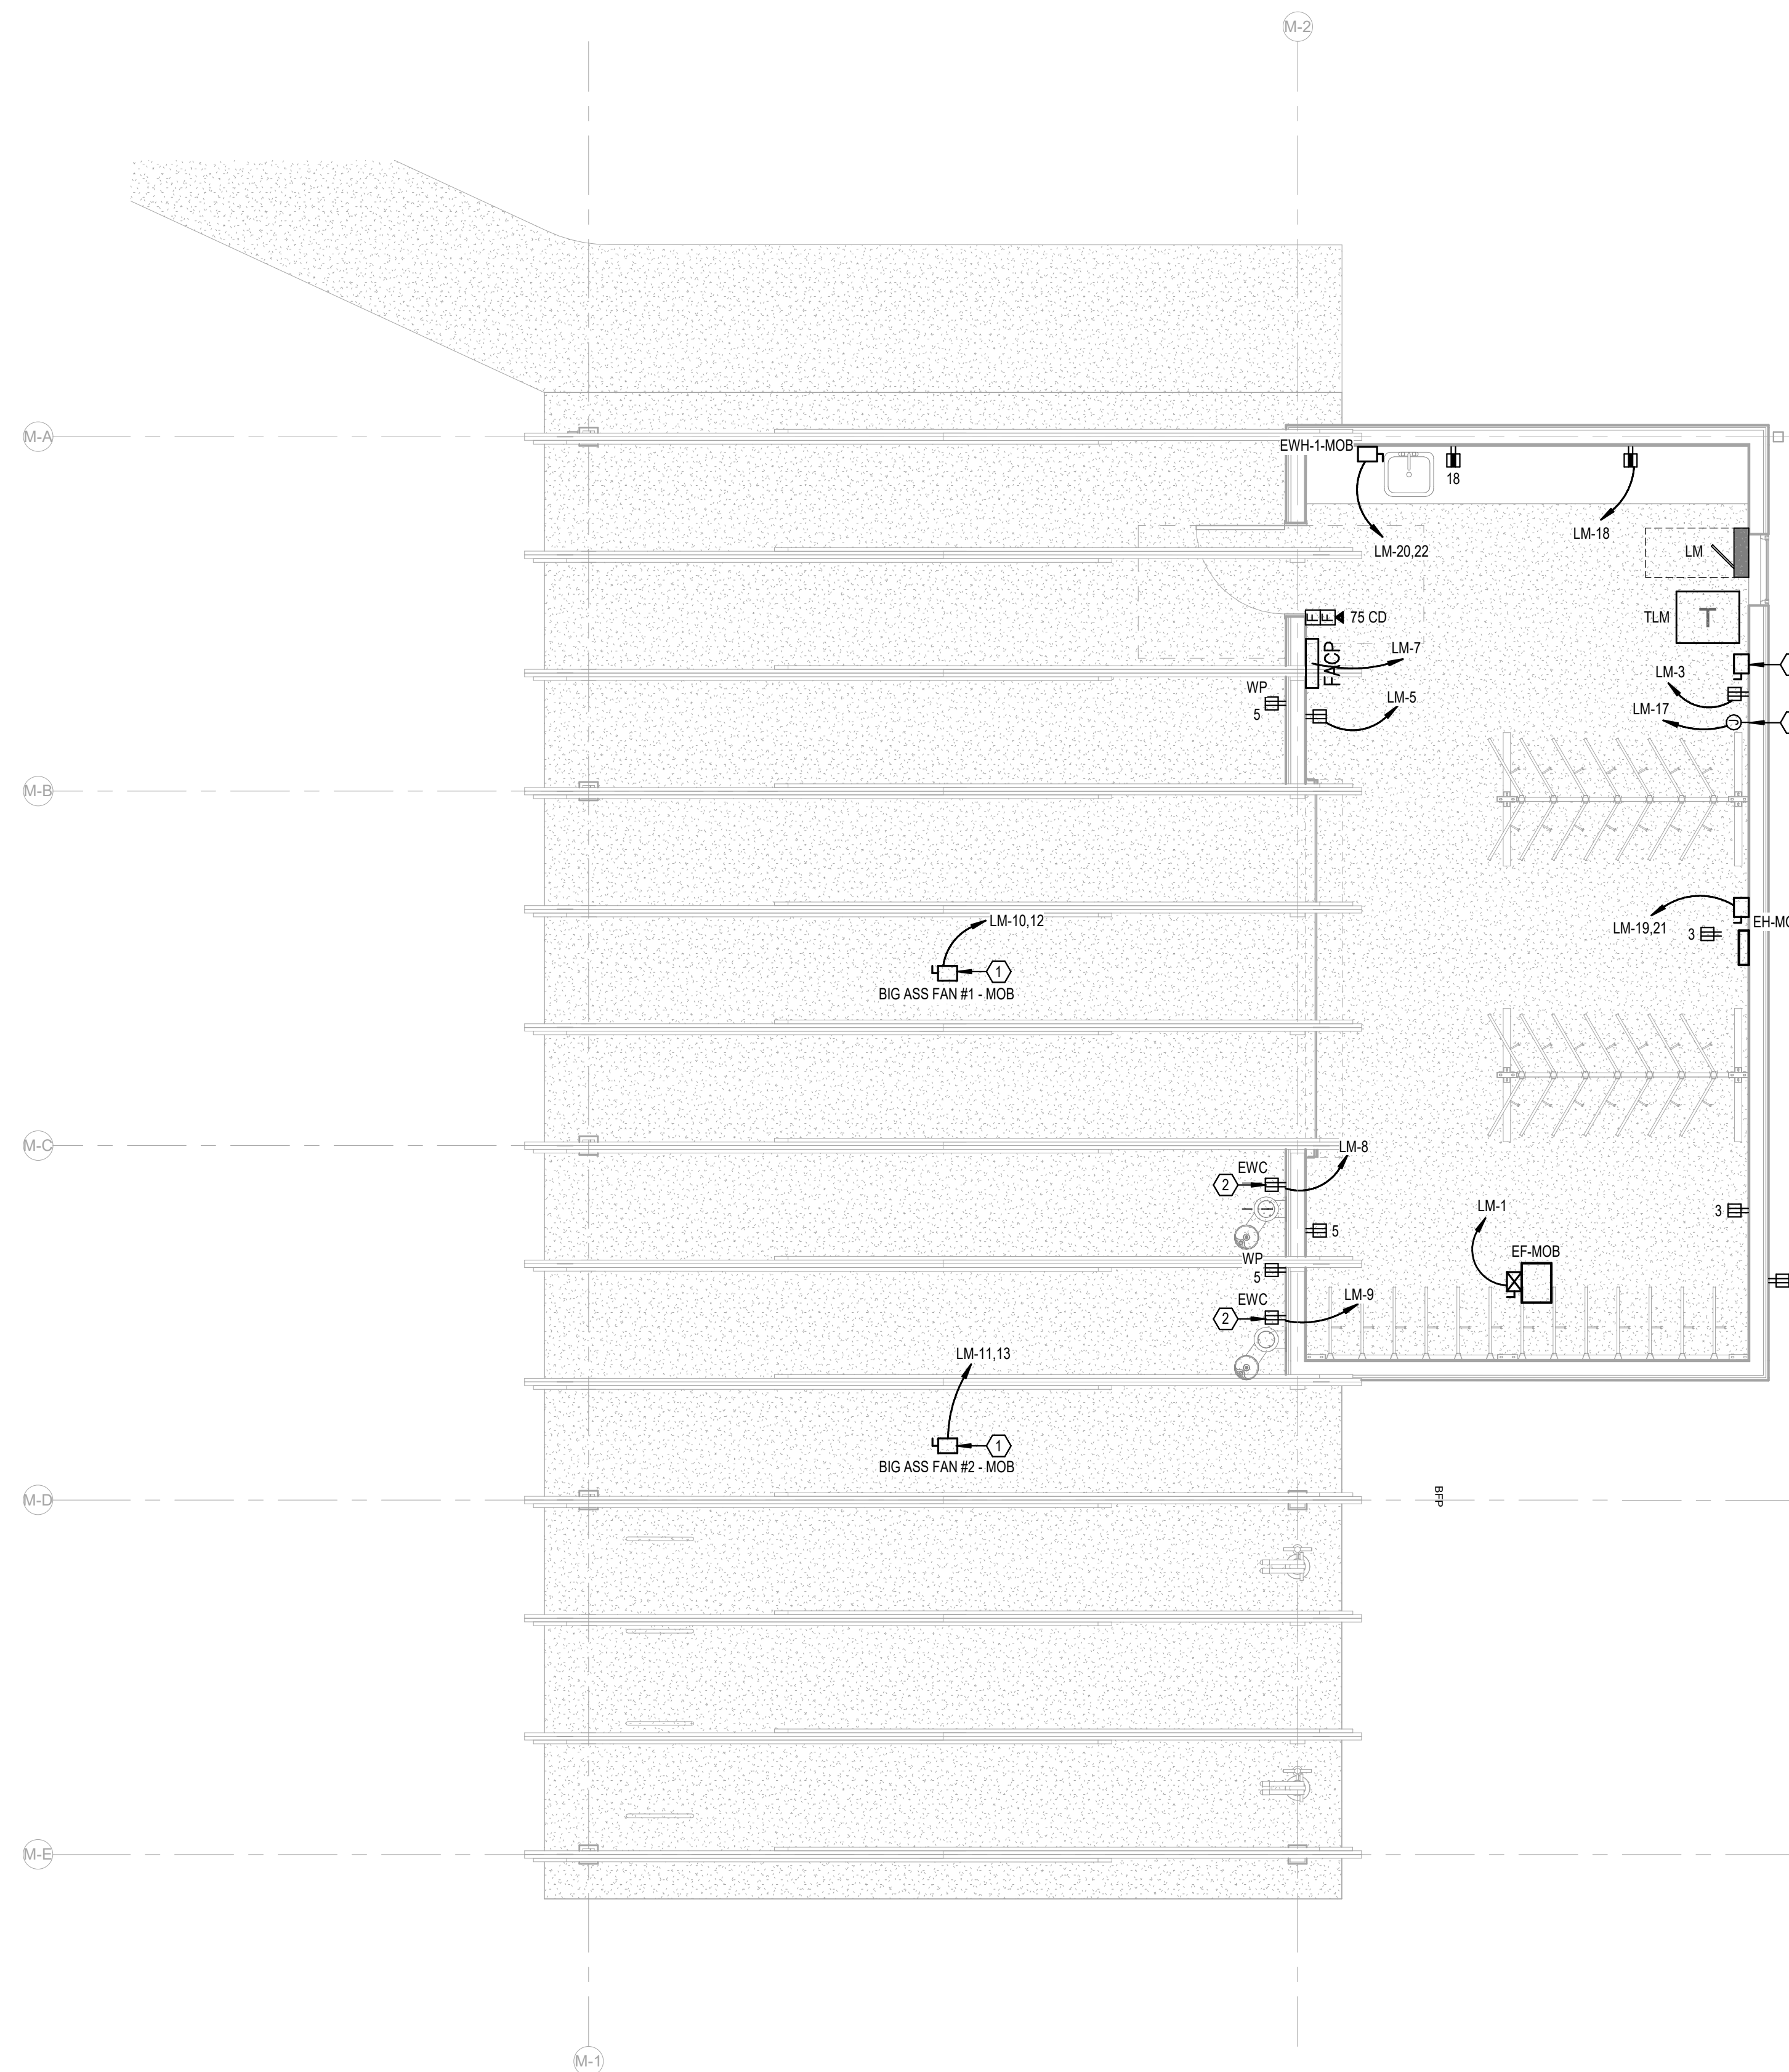 M-2
M-A
EWH-1-MOB
18
LM-20,22
LM-18
LM
F F 75 CD
TLM T
FACP
LM-7
LM-3
WP
5
LM-5
LM-17
J
M-B
LM-10,12
1
BIG ASS FAN #1 - MOB
LM-19,21
3
M-C
LM-8
EWC
2
LM-1
3
5
EF-MOB
WP
5
EWC
2
LM-9
LM-11,13
1
BIG ASS FAN #2 - MOB
M-D
BFP
M-E
M-1